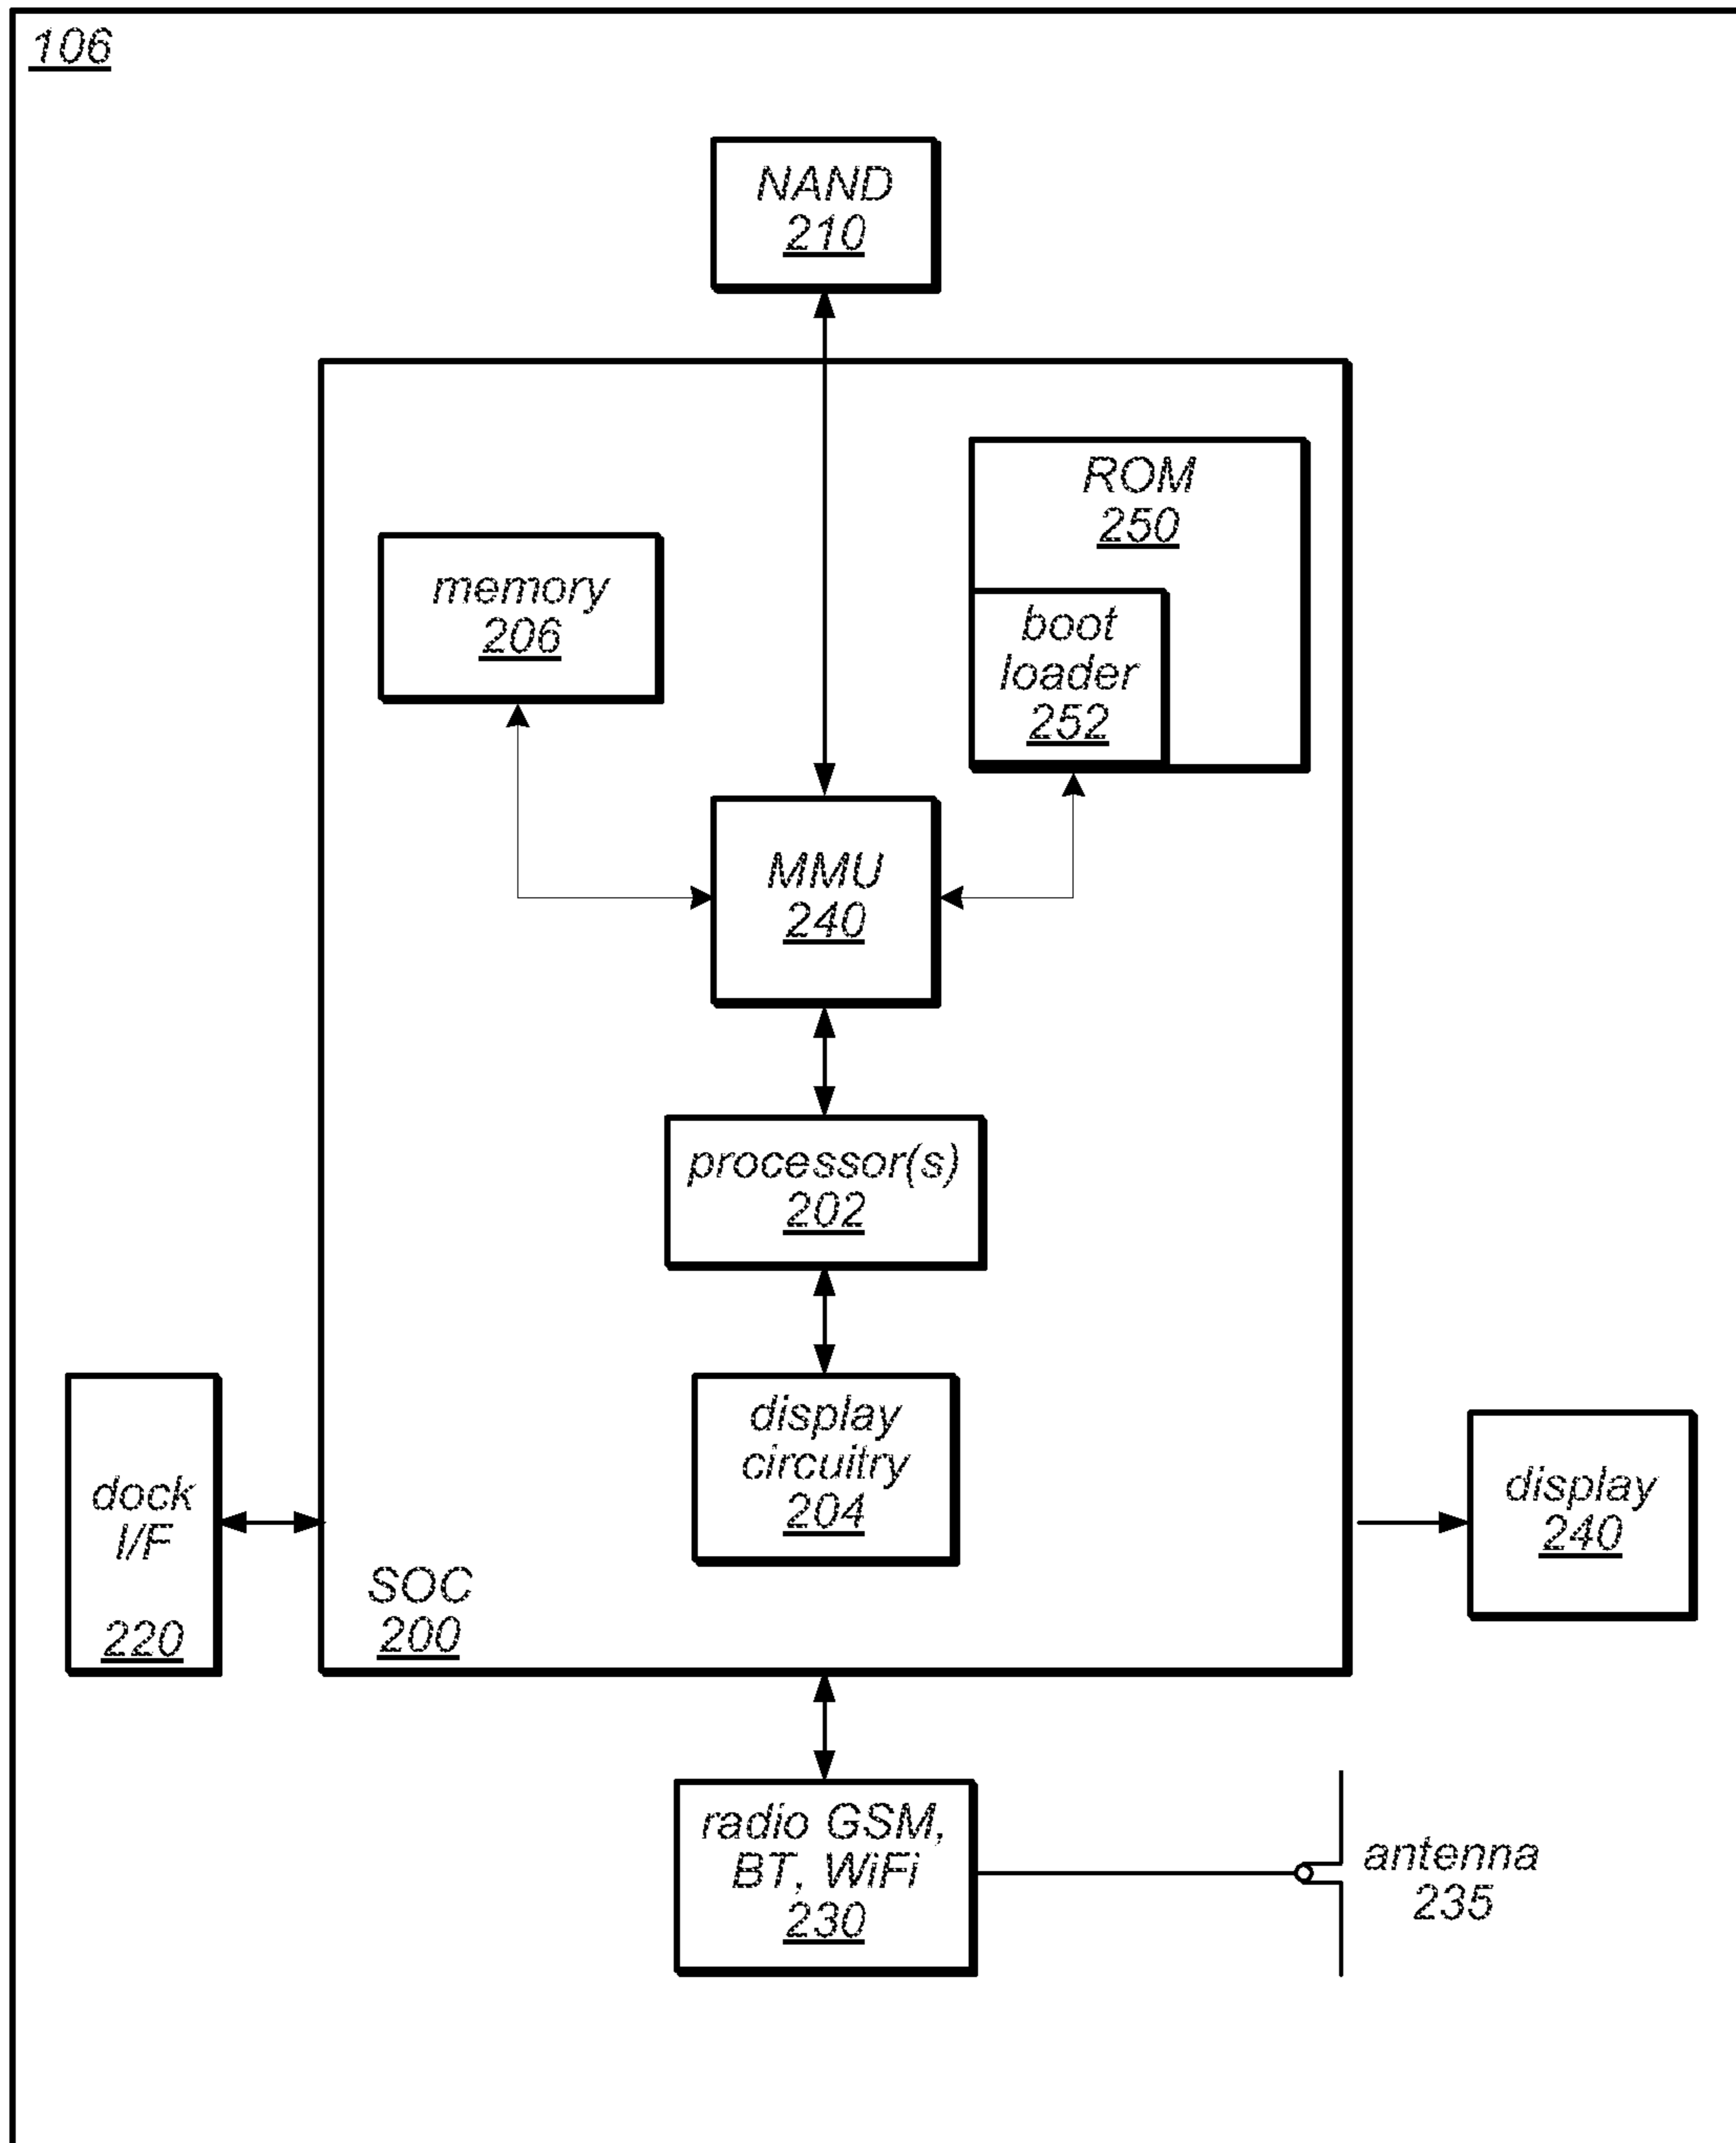 106
NAND
210
ROM
250
memory
206
boot
loader
252
MMU
240
processor(s)
202
display
circuitry
204
dock
I/F
220
display
240
SOC
200
radio GSM,
BT, WiFi
230
antenna
235